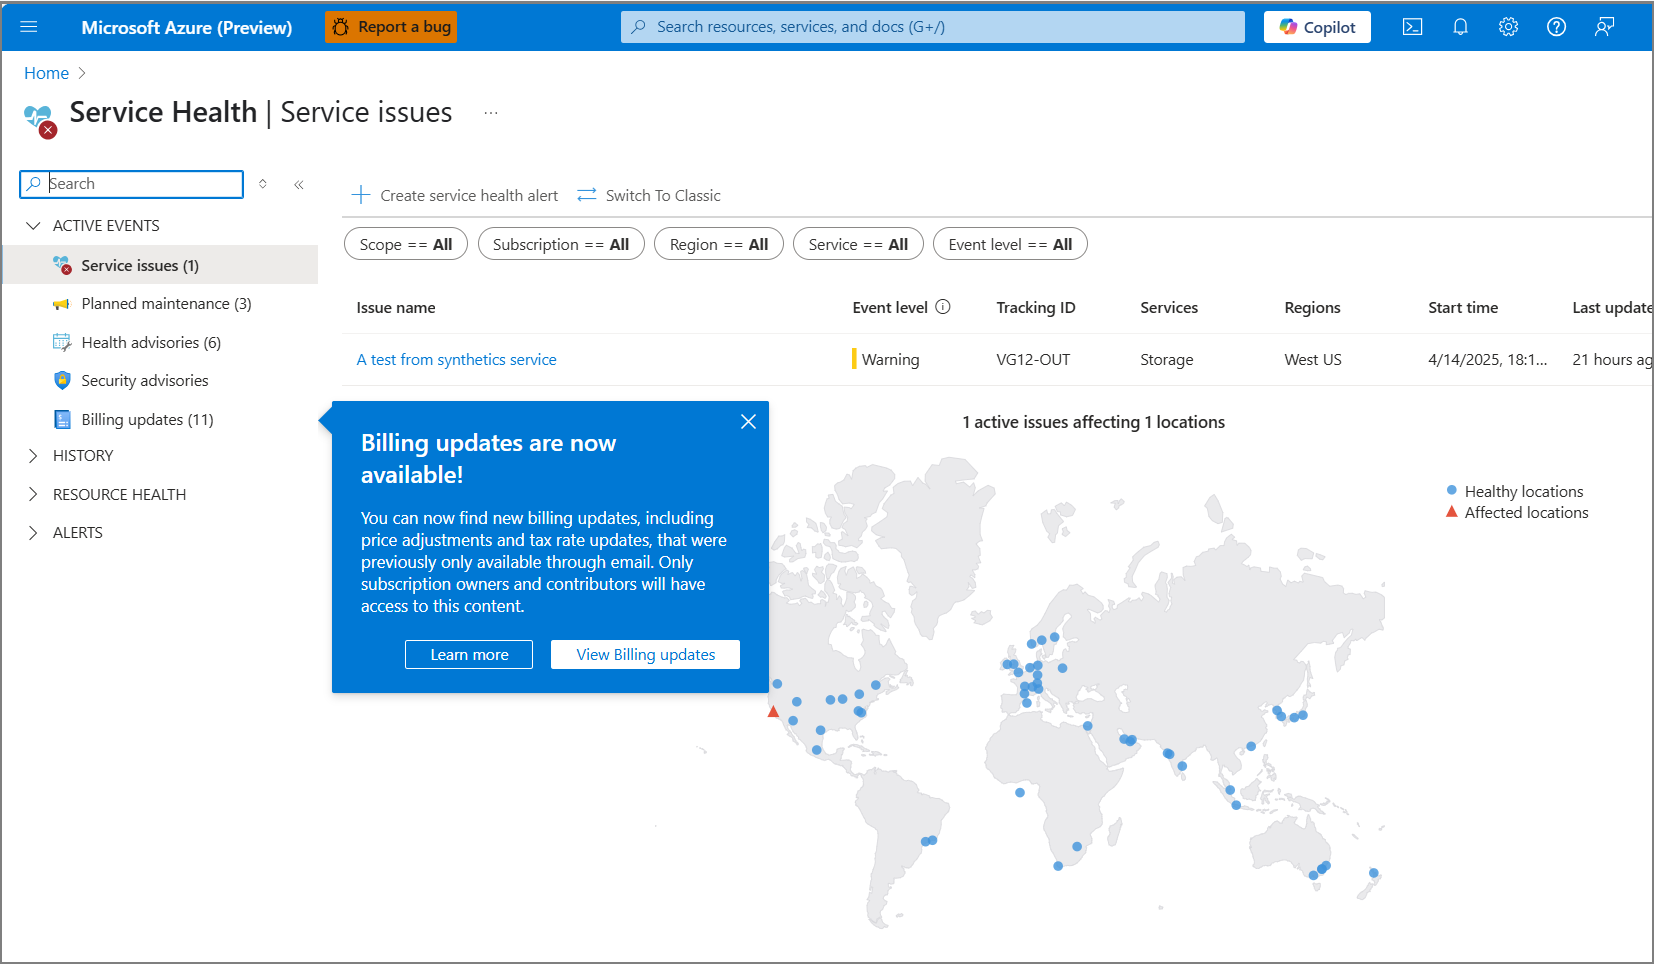 Microsoft Azure (Preview)
Report a bug
Search resources, services, and docs (G+/)
Copilot
Home
Service Health | Service issues
...
Search
Create service health alert
Switch To Classic
ACTIVE EVENTS
Service issues (1)
Planned maintenance (3)
Health advisories (6)
Security advisories
Billing updates (11)
HISTORY
RESOURCE HEALTH
ALERTS
Scope == All
Subscription == All
Region == All
Service == All
Event level == All
Issue name Event level Tracking ID Services Regions Start time Last update
A test from synthetics service Warning VG12-OUT Storage West US 4/14/2025, 18:1... 21 hours ag
Billing updates are now
available!
You can now find new billing updates, including
price adjustments and tax rate updates, that were
previously only available through email. Only
subscription owners and contributors will have
access to this content.
Learn more
View Billing updates
1 active issues affecting 1 locations
Healthy locations
Affected locations